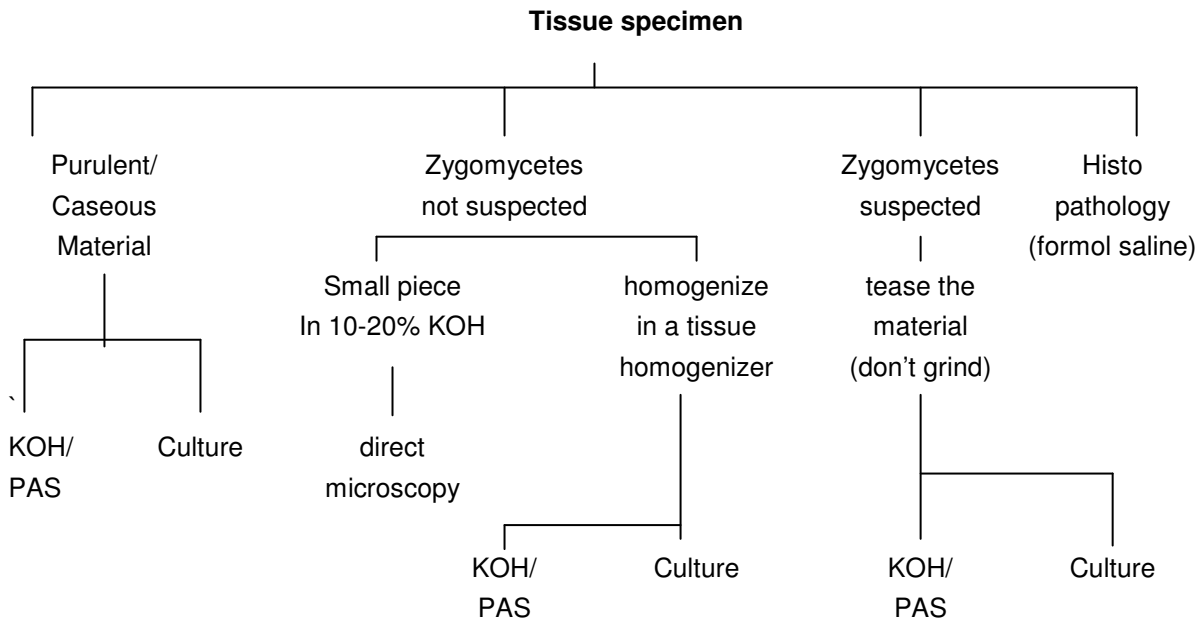 Tissue specimen
Purulent/
Caseous
Material
Zygomycetes
not suspected
Zygomycetes
suspected
Histo
pathology
(formol saline)
Small piece
In 10-20% KOH
homogenize
in a tissue
homogenizer
tease the
material
(don't grind)
`
KOH/
PAS
Culture
direct
microscopy
KOH/
PAS
Culture
KOH/
PAS
Culture